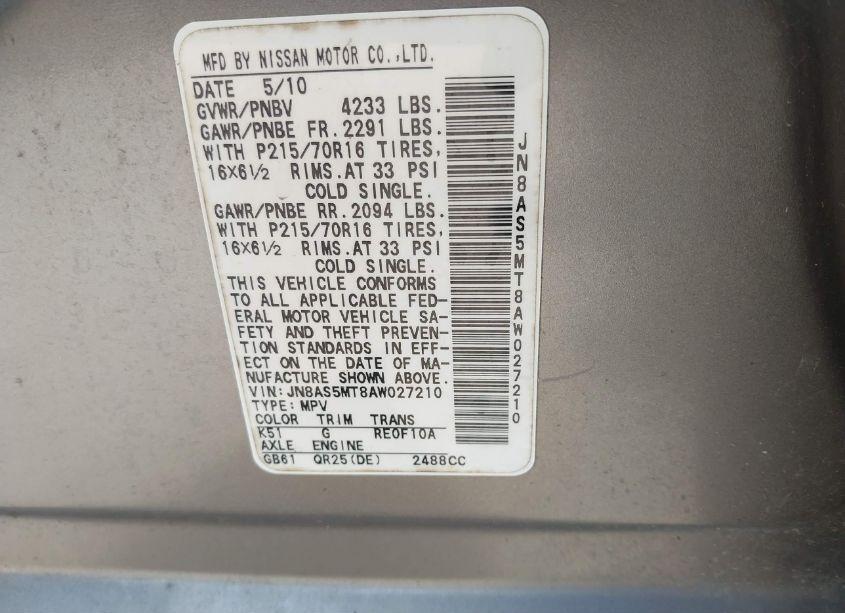 MFD BY NISSAN MOTOR CO.,LTD.
DATE 5/10
GVWR/PNBV 4233 LBS.
GAWR/PNBE FR.2291 LBS.
WITH P215/70R16 TIRES,
16X6½ RIMS.AT 33 PSI
COLD SINGLE.
GAWR/PNBE RR.2094 LBS.
WITH P215/70R16 TIRES,
16X6½ RIMS.AT 33 PSI
COLD SINGLE.
THIS VEHICLE CONFORMS
TO ALL APPLICABLE FED-
ERAL MOTOR VEHICLE SA-
FETY AND THEFT PREVEN-
TION STANDARDS IN EFF-
ECT ON THE DATE OF MA-
NUFACTURE SHOWN ABOVE.
VIN:JN8AS5MT8AW027210
TYPE:MPV
COLOR TRIM TRANS
K51 G RE0F10A
AXLE ENGINE
GB61 QR25(DE) 2488CC
JN8AS5MT8AW027210